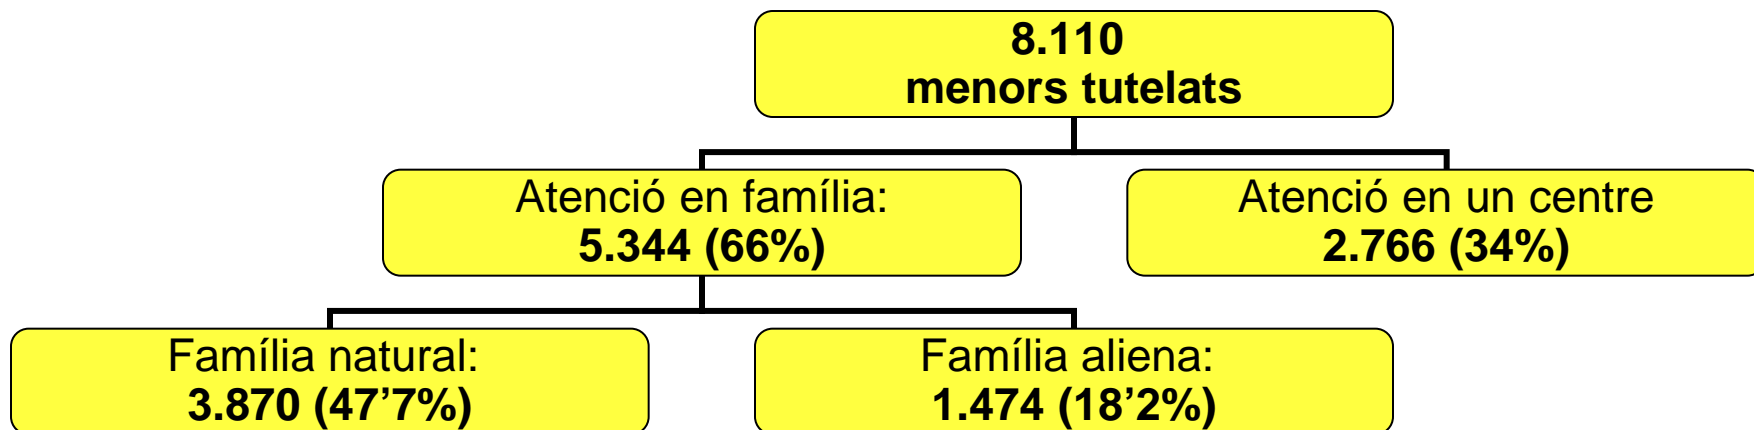 8.110
menors tutelats
Atenció en família:
5.344 (66%)
Atenció en un centre
2.766 (34%)
Família natural:
3.870 (47’7%)
Família aliena:
1.474 (18’2%)